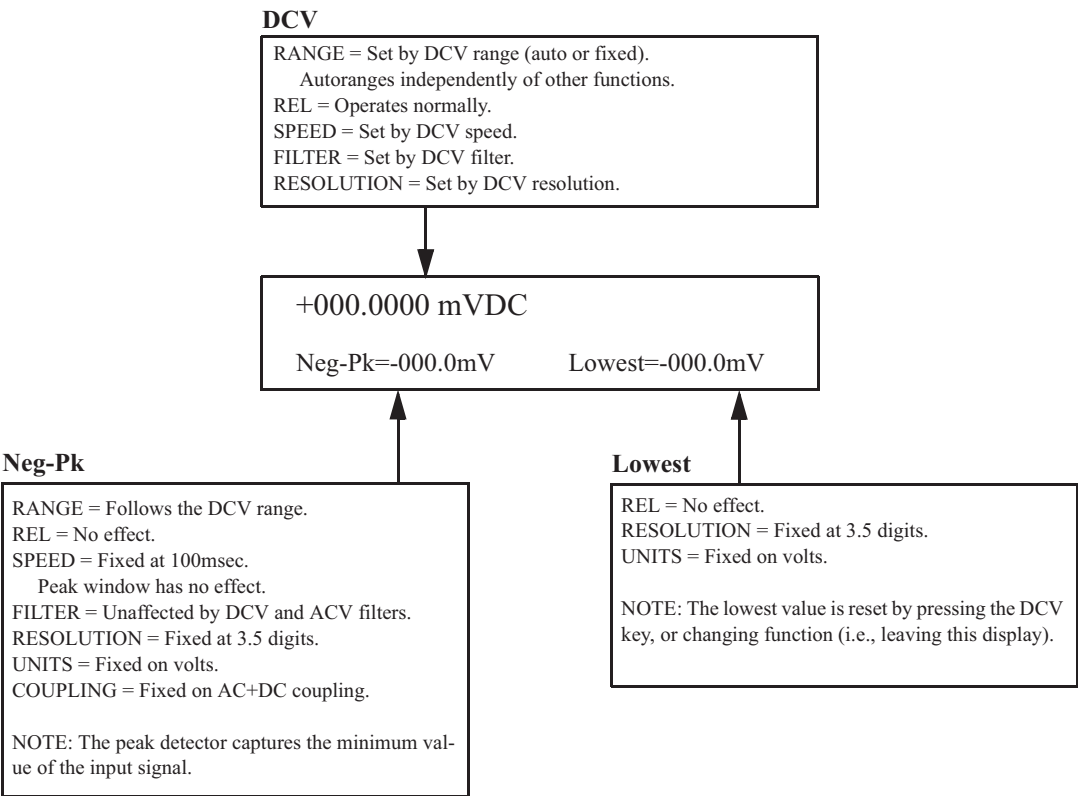 DCV
RANGE = Set by DCV range (auto or fixed).
Autoranges independently of other functions.
REL = Operates normally.
SPEED = Set by DCV speed.
FILTER = Set by DCV filter.
RESOLUTION = Set by DCV resolution.
+000.0000 mVDC
Neg-Pk=-000.0mV Lowest=-000.0mV
Neg-Pk
RANGE = Follows the DCV range.
REL = No effect.
SPEED = Fixed at 100msec.
Peak window has no effect.
FILTER = Unaffected by DCV and ACV filters.
RESOLUTION = Fixed at 3.5 digits.
UNITS = Fixed on volts.
COUPLING = Fixed on AC+DC coupling.
NOTE: The peak detector captures the minimum val-
ue of the input signal.
Lowest
REL = No effect.
RESOLUTION = Fixed at 3.5 digits.
UNITS = Fixed on volts.
NOTE: The lowest value is reset by pressing the DCV
key, or changing function (i.e., leaving this display).